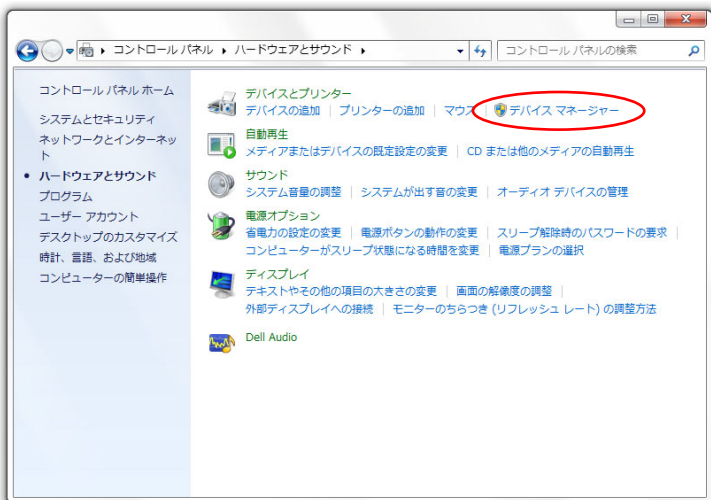 コントロール パネル ハードウェアとサウンド
コントロール パネルの検索
コントロール パネル ホーム
システムとセキュリティ
ネットワークとインターネッ
ト
ハードウェアとサウンド
プログラム
ユーザー アカウント
デスクトップのカスタマイズ
時計、言語、および地域
コンピューターの簡単操作
デバイスとプリンター
デバイスの追加 | プリンターの追加 | マウス | デバイス マネージャー
自動再生
メディアまたはデバイスの既定設定の変更 | CD または他のメディアの自動再生
サウンド
システム音量の調整 | システムが出す音の変更 | オーディオ デバイスの管理
電源オプション
省電力の設定の変更 | 電源ボタンの動作の変更 | スリープ解除時のパスワードの要求 |
コンピューターがスリープ状態になる時間を変更 | 電源プランの選択
ディスプレイ
テキストやその他の項目の大きさの変更 | 画面の解像度の調整 |
外部ディスプレイへの接続 | モニターのちらつき (リフレッシュ レート) の調整方法
Dell Audio